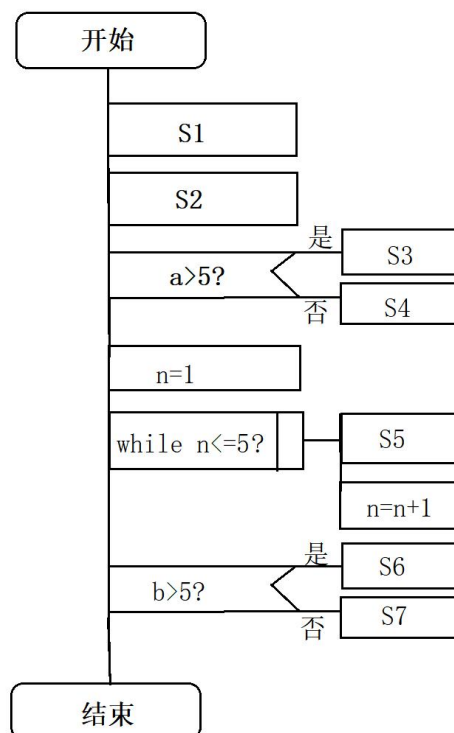 开始
S1
S2
是
a>5?
S3
否
S4
n=1
while n<=5?
S5
n=n+1
是
b>5?
S6
否
S7
结束